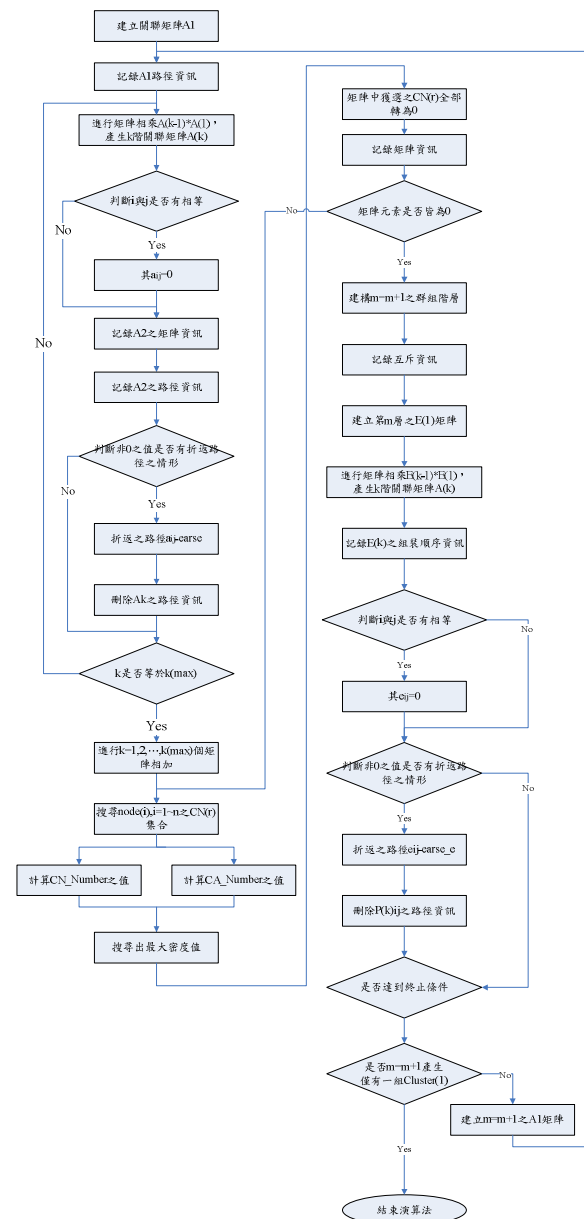 建立關聯矩陣A1
記錄A1路徑資訊
進行矩陣相乘A(k-1)*A(1)，
產生k階關聯矩陣A(k)
判斷i與j是否有相等
No
Yes
其aij=0
記錄A2之矩陣資訊
No
記錄A2之路徑資訊
判斷非0之值是否有折返路
徑之情形
No
Yes
折返之路徑aij-earse
刪除Ak之路徑資訊
k是否等於k(max)
Yes
進行k=1,2,…,k(max)個矩
陣相加
搜尋node(i),i=1~n之CN(r)
集合
計算CN_Number之值
計算CA_Number之值
搜尋出最大密度值
矩陣中獲選之CN(r)全部
轉為0
記錄矩陣資訊
矩陣元素是否皆為0
No
Yes
建構m=m+1之群組階層
記錄互斥資訊
建立第m層之E(1)矩陣
進行矩陣相乘E(k-1)*E(1)，
產生k階關聯矩陣A(k)
記錄E(k)之組裝順序資訊
判斷i與j是否有相等
No
Yes
其eij=0
判斷非0之值是否有折返路
徑之情形
No
Yes
折返之路徑eij-earse_e
刪除P(k)ij之路徑資訊
是否達到終止條件
是否m=m+1產生
僅有一組Cluster(1)
No
建立m=m+1之A1矩陣
Yes
結束演算法